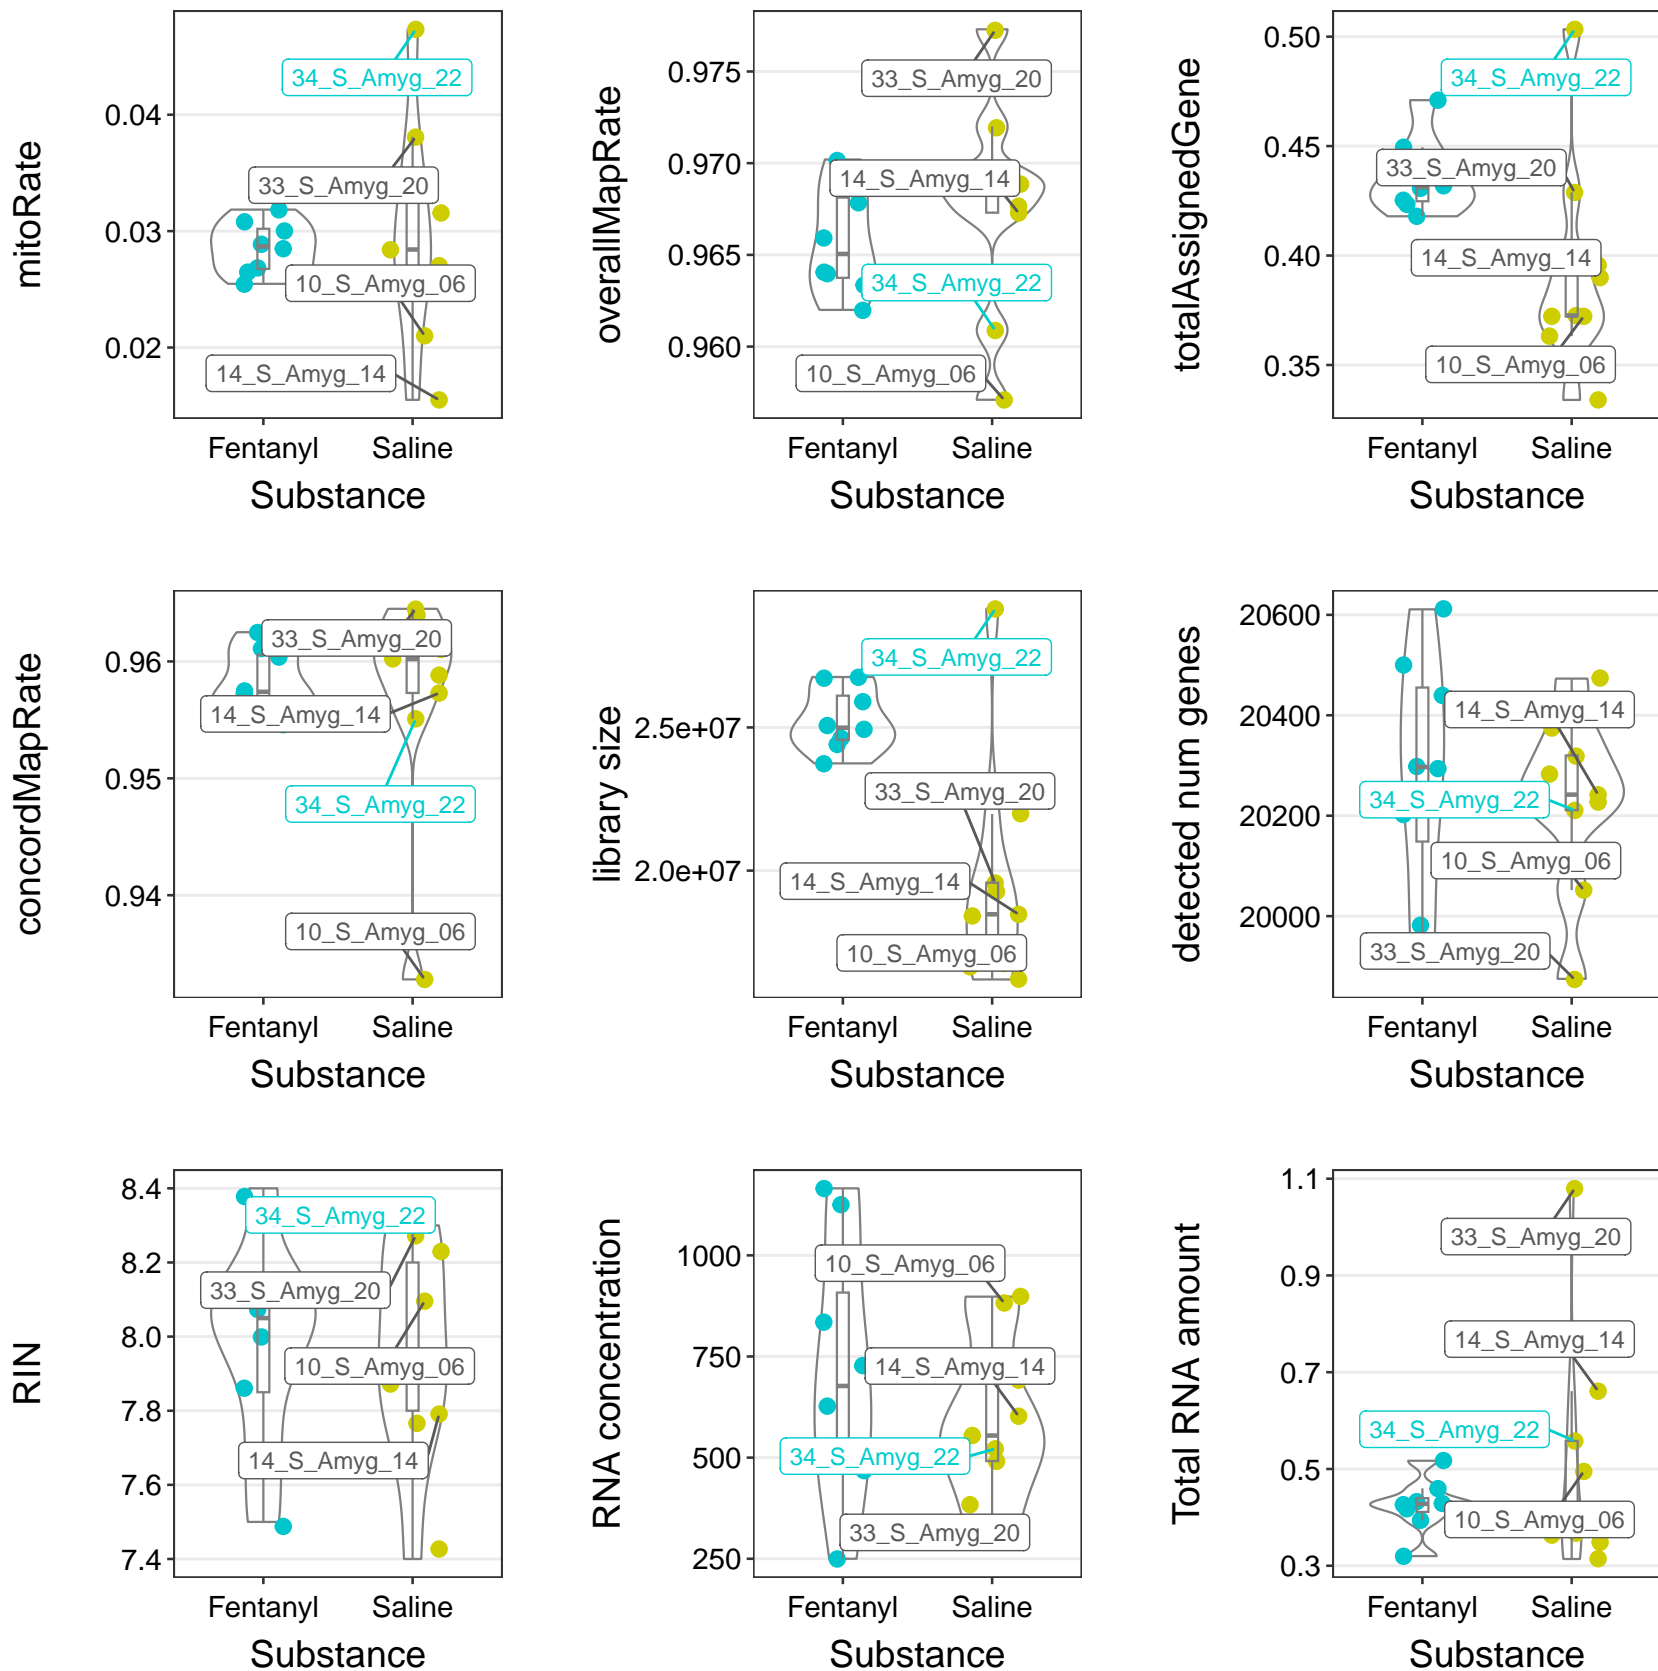 mitoRate
0.04
0.03
0.02
34_S_Amyg_22
33_S_Amyg_20
10_S_Amyg_06
14_S_Amyg_14
Fentanyl Saline
Substance
overallMapRate
0.975
0.970
0.965
0.960
33_S_Amyg_20
14_S_Amyg_14
34_S_Amyg_22
10_S_Amyg_06
Fentanyl Saline
Substance
totalAssignedGene
0.50
0.45
0.40
0.35
34_S_Amyg_22
33_S_Amyg_20
14_S_Amyg_14
10_S_Amyg_06
Fentanyl Saline
Substance
concordMapRate
0.96
0.95
0.94
33_S_Amyg_20
14_S_Amyg_14
34_S_Amyg_22
10_S_Amyg_06
Fentanyl Saline
Substance
library size
2.5e+07
2.0e+07
34_S_Amyg_22
33_S_Amyg_20
14_S_Amyg_14
10_S_Amyg_06
Fentanyl Saline
Substance
detected num genes
20600
20400
20200
20000
14_S_Amyg_14
34_S_Amyg_22
10_S_Amyg_06
33_S_Amyg_20
Fentanyl Saline
Substance
RIN
8.4
8.2
8.0
7.8
7.6
7.4
34_S_Amyg_22
33_S_Amyg_20
10_S_Amyg_06
14_S_Amyg_14
Fentanyl Saline
Substance
RNA concentration
1000
750
500
250
10_S_Amyg_06
14_S_Amyg_14
34_S_Amyg_22
33_S_Amyg_20
Fentanyl Saline
Substance
Total RNA amount
1.1
0.9
0.7
0.5
0.3
33_S_Amyg_20
14_S_Amyg_14
34_S_Amyg_22
10_S_Amyg_06
Fentanyl Saline
Substance